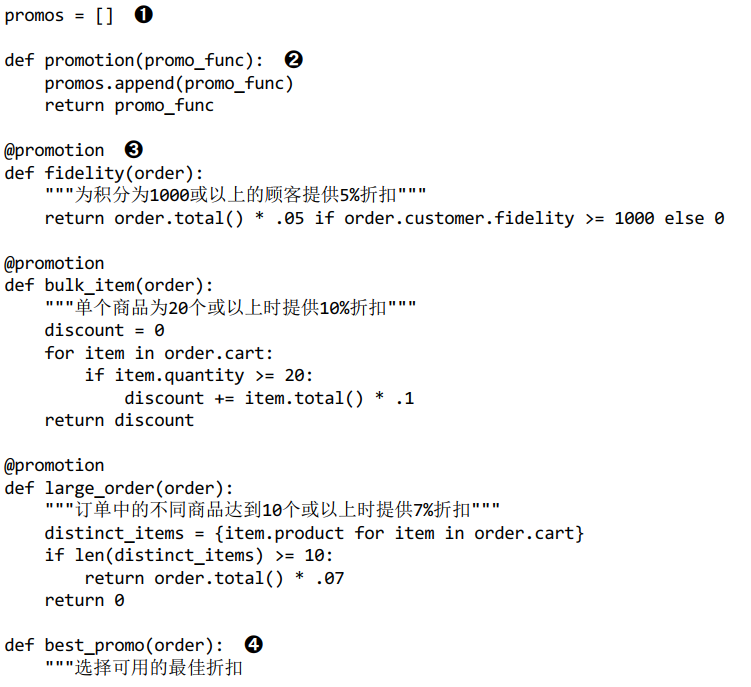 promos = [] ❶
def promotion(promo_func): ❷
    promos.append(promo_func)
    return promo_func
@promotion ❸
def fidelity(order):
    """为积分为1000或以上的顾客提供5%折扣"""
    return order.total() * .05 if order.customer.fidelity >= 1000 else 0
@promotion
def bulk_item(order):
    """单个商品为20个或以上时提供10%折扣"""
    discount = 0
    for item in order.cart:
        if item.quantity >= 20:
            discount += item.total() * .1
    return discount
@promotion
def large_order(order):
    """订单中的不同商品达到10个或以上时提供7%折扣"""
    distinct_items = {item.product for item in order.cart}
    if len(distinct_items) >= 10:
        return order.total() * .07
    return 0
def best_promo(order): ❹
    """选择可用的最佳折扣